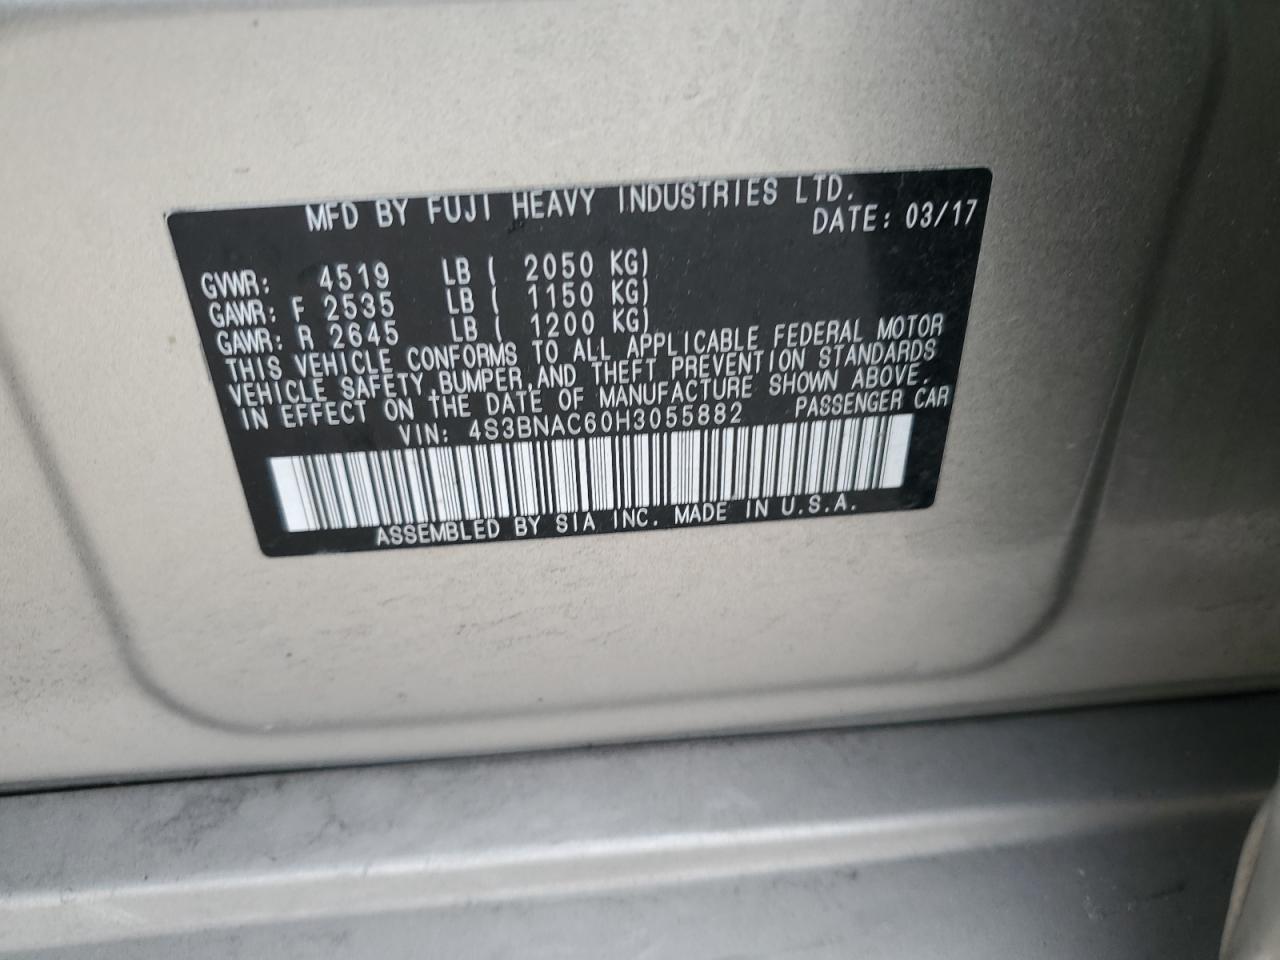 MFD BY FUJI HEAVY INDUSTRIES LTD.
DATE: 03/17
GVWR: 4519 LB ( 2050 KG)
GAWR: F 2535 LB ( 1150 KG)
GAWR: R 2645 LB ( 1200 KG)
THIS VEHICLE CONFORMS TO ALL APPLICABLE FEDERAL MOTOR
VEHICLE SAFETY,BUMPER,AND THEFT PREVENTION STANDARDS
IN EFFECT ON THE DATE OF MANUFACTURE SHOWN ABOVE.
VIN: 4S3BNAC60H3055882 PASSENGER CAR
ASSEMBLED BY SIA INC. MADE IN U.S.A.